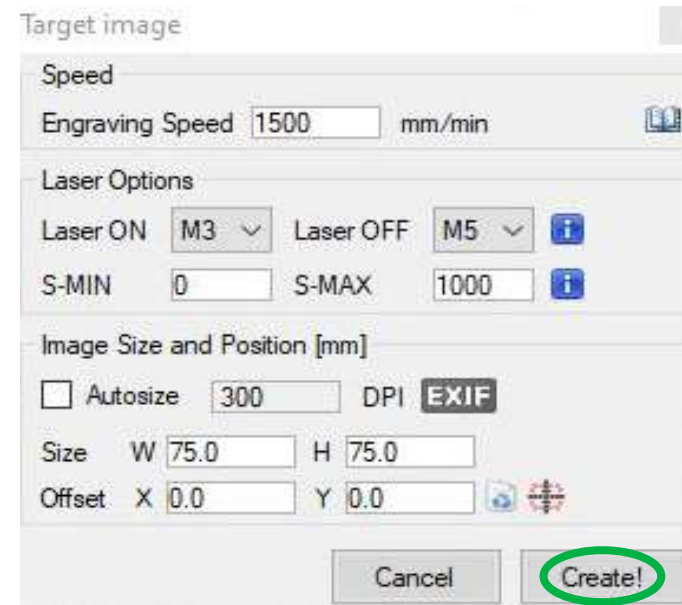 Target image
Speed
Engraving Speed 1500 mm/min
Laser Options
Laser ON M3 Laser OFF M5
S-MIN 0 S-MAX 1000
Image Size and Position [mm]
Autosize 300 DPI EXIF
Size W 75.0 H 75.0
Offset X 0.0 Y 0.0
Cancel Create!